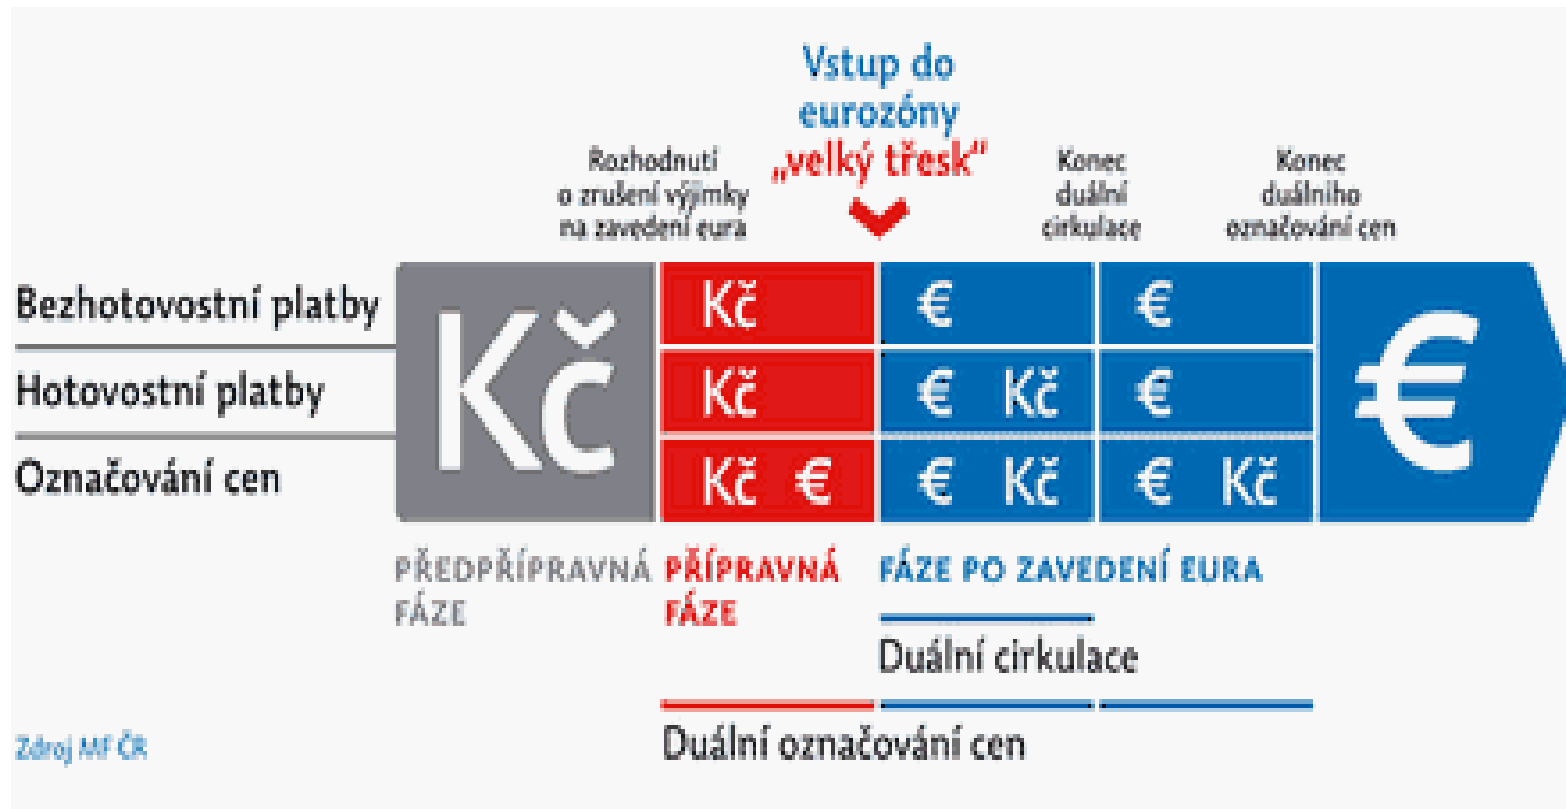 Vstup do
eurozóny
„velký třesk“
Rozhodnutí
o zrušení výjimky
na zavedení eura
Konec
duální
cirkulace
Konec
duálního
označování cen
Bezhotovostní platby
Hotovostní platby
Označování cen
Kč
Kč
€
€
Kč
€ Kč
€
Kč €
€ Kč
€ Kč
€
PŘEDPŘÍPRAVNÁ
FÁZE
PŘÍPRAVNÁ
FÁZE
FÁZE PO ZAVEDENÍ EURA
Duální cirkulace
Duální označování cen
Zdroj MF ČR